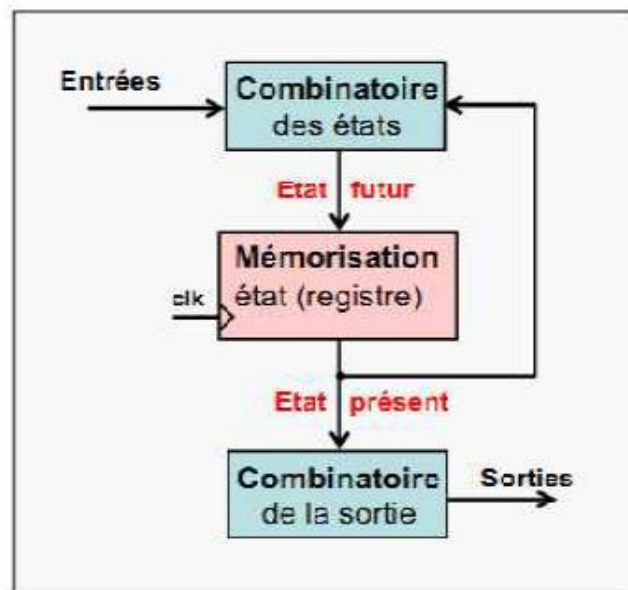 Entrées
Combinatoire
des états
Etat futur
Mémorisation
état (registre)
clk
Etat présent
Combinatoire
de la sortie
Sorties